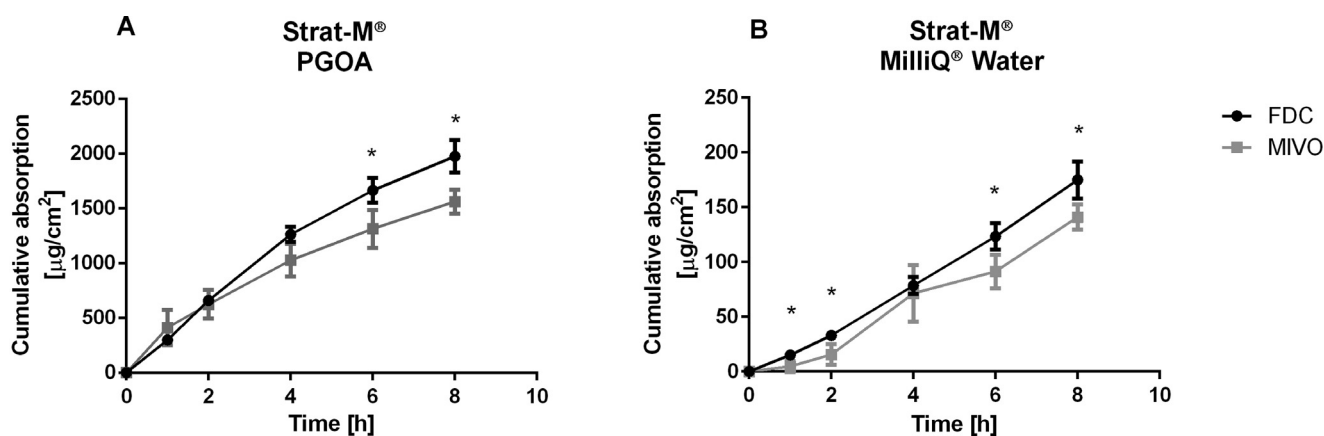 A
Strat-M®
PGOA
Cumulative absorption
[µg/cm²]
2500
2000
1500
1000
500
0
*
*
0 2 4 6 8 10
Time [h]
B
Strat-M®
MilliQ® Water
Cumulative absorption
[µg/cm²]
250
200
150
100
50
0
*
*
*
*
0 2 4 6 8 10
Time [h]
FDC
MIVO